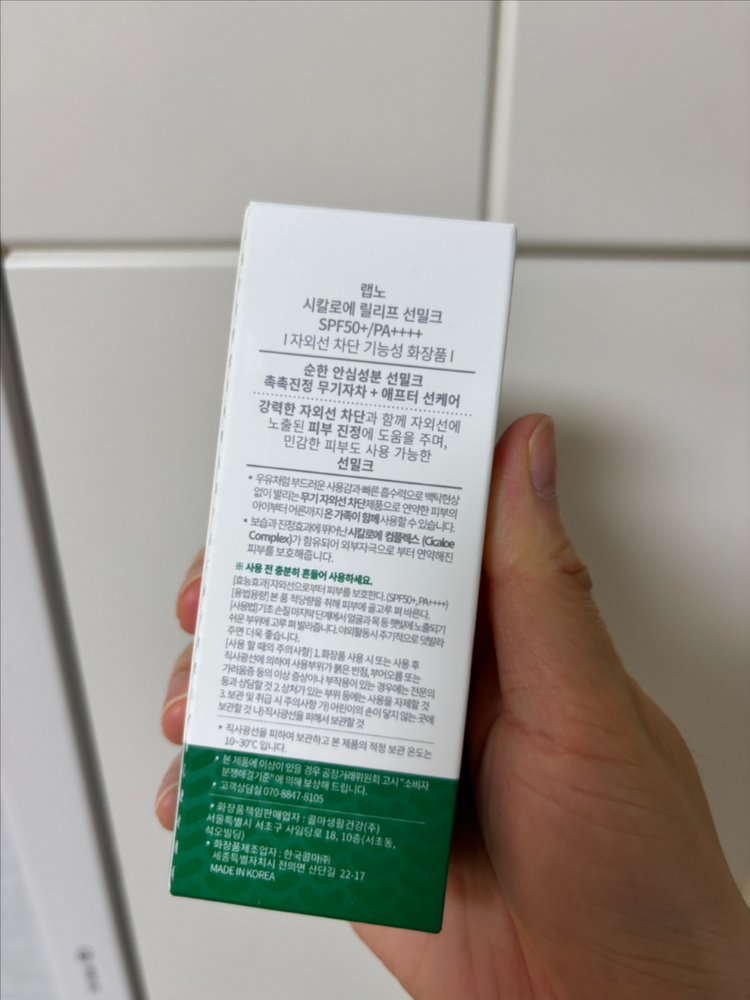 랩노
시칼로에 릴리프 선밀크
SPF50+/PA++++
I 자외선 차단 기능성 화장품 I
순한 안심성분 선밀크
촉촉진정 무기자차 + 애프터 선케어
강력한 자외선 차단과 함께 자외선에
노출된 피부 진정에 도움을 주며,
민감한 피부도 사용 가능한
선밀크
• 우유처럼 부드러운 사용감과 빠른 흡수력으로 백탁현상
없이 발리는 무기 자외선 차단제품으로 연약한 피부의
아이부터 어른까지 온 가족이 함께 사용할 수 있습니다.
• 보습과 진정효과에 뛰어난 시칼로에 컴플렉스 (Cicaloe
Complex)가 함유되어 외부자극으로 부터 연약해진
피부를 보호해줍니다.
※ 사용 전 충분히 흔들어 사용하세요.
[효능효과] 자외선으로부터 피부를 보호한다. (SPF50+, PA++++)
[용법용량] 본 품 적당량을 취해 피부에 골고루 펴 바른다.
[사용법] 기초 손질 마지막 단계에서 얼굴과 목 등 햇빛에 노출되기
쉬운 부위에 고루 펴 발라줍니다. 야외활동시 주기적으로 덧발라
주면 더욱 좋습니다.
[사용 할 때의 주의사항] 1. 화장품 사용 시 또는 사용 후
직사광선에 의하여 사용부위가 붉은 반점, 부어오름 또는
가려움증 등의 이상 증상이나 부작용이 있는 경우에는 전문의
등과 상담할 것 2. 상처가 있는 부위 등에는 사용을 자제할 것
3. 보관 및 취급 시 주의사항 가) 어린이의 손이 닿지 않는 곳에
보관할 것 나) 직사광선을 피해서 보관할 것
• 직사광선을 피하여 보관하고 본 제품의 적정 보관 온도는
10~30℃ 입니다.
• 본 제품에 이상이 있을 경우 공정거래위원회 고시 "소비자
분쟁해결기준" 에 의해 보상해 드립니다.
• 고객상담실 070-8847-8105
• 화장품책임판매업자 : 콜마생활건강(주)
서울특별시 서초구 사임당로 18, 10층(서초동,
석오빌딩)
• 화장품제조업자 : 한국콜마㈜
세종특별자치시 전의면 산단길 22-17
MADE IN KOREA